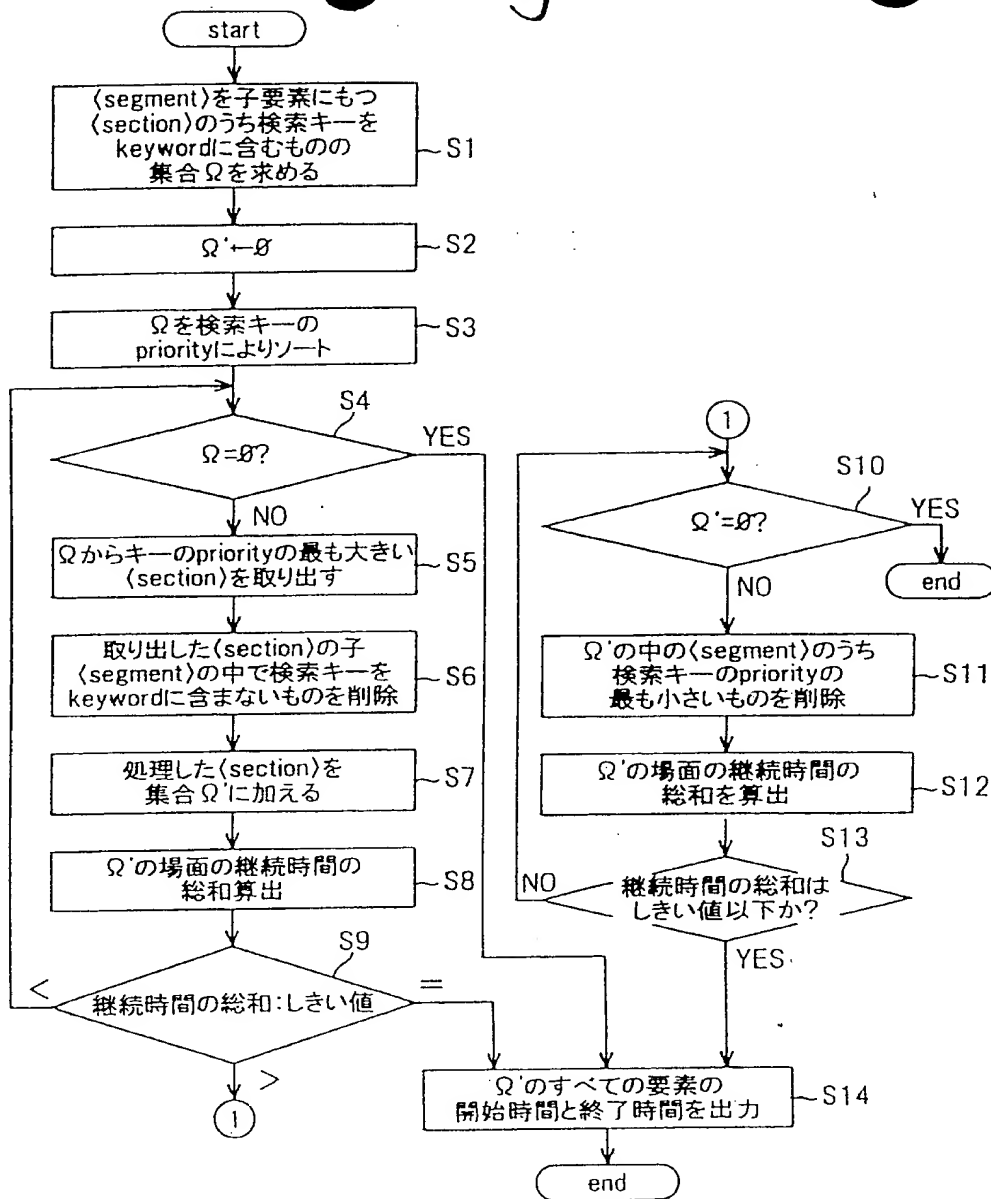 start
〈segment〉を子要素にもつ
〈section〉のうち検索キーを
keywordに含むものの
集合Ωを求める
S1
Ω'←∅
S2
Ωを検索キーの
priorityによりソート
S3
S4
Ω=∅?
YES
NO
Ωからキーのpriorityの最も大きい
〈section〉を取り出す
S5
取り出した〈section〉の子
〈segment〉の中で検索キーを
keywordに含まないものを削除
S6
処理した〈section〉を
集合Ω'に加える
S7
Ω'の場面の継続時間の
総和算出
S8
S9
<
継続時間の総和:しきい値
=
>
1
1
S10
Ω'=∅?
YES
end
NO
Ω'の中の〈segment〉のうち
検索キーのpriorityの
最も小さいものを削除
S11
Ω'の場面の継続時間の
総和を算出
S12
S13
NO
継続時間の総和は
しきい値以下か?
YES
Ω'のすべての要素の
開始時間と終了時間を出力
S14
end